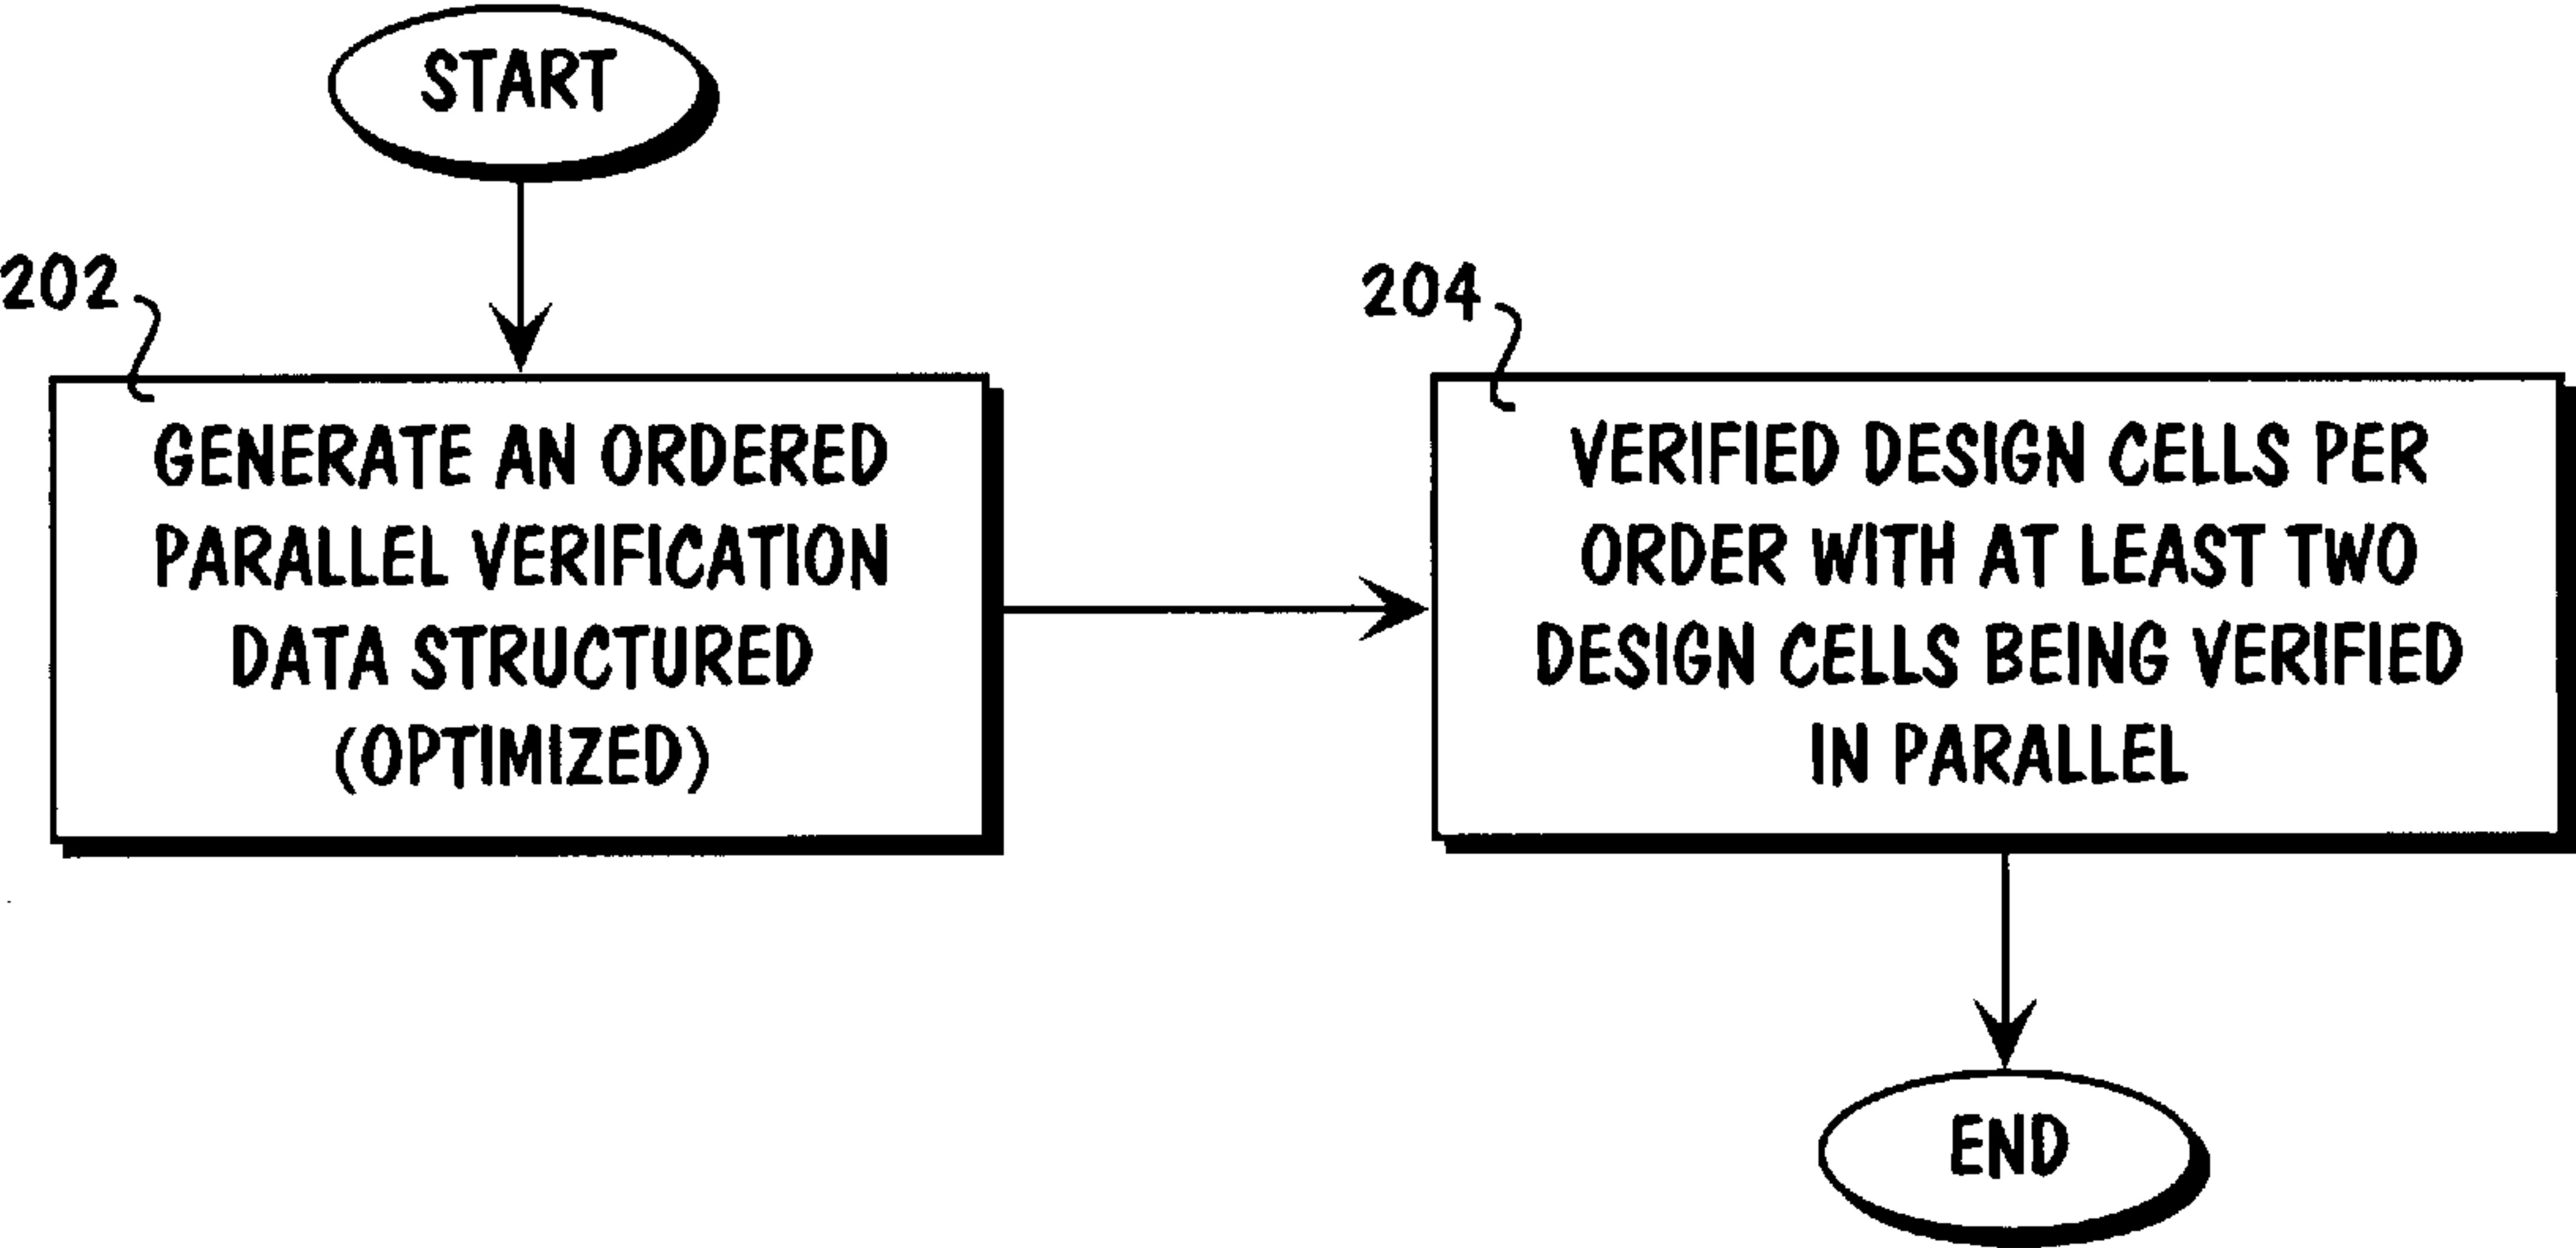 START
202
GENERATE AN ORDERED
PARALLEL VERIFICATION
DATA STRUCTURED
(OPTIMIZED)
204
VERIFIED DESIGN CELLS PER
ORDER WITH AT LEAST TWO
DESIGN CELLS BEING VERIFIED
IN PARALLEL
END